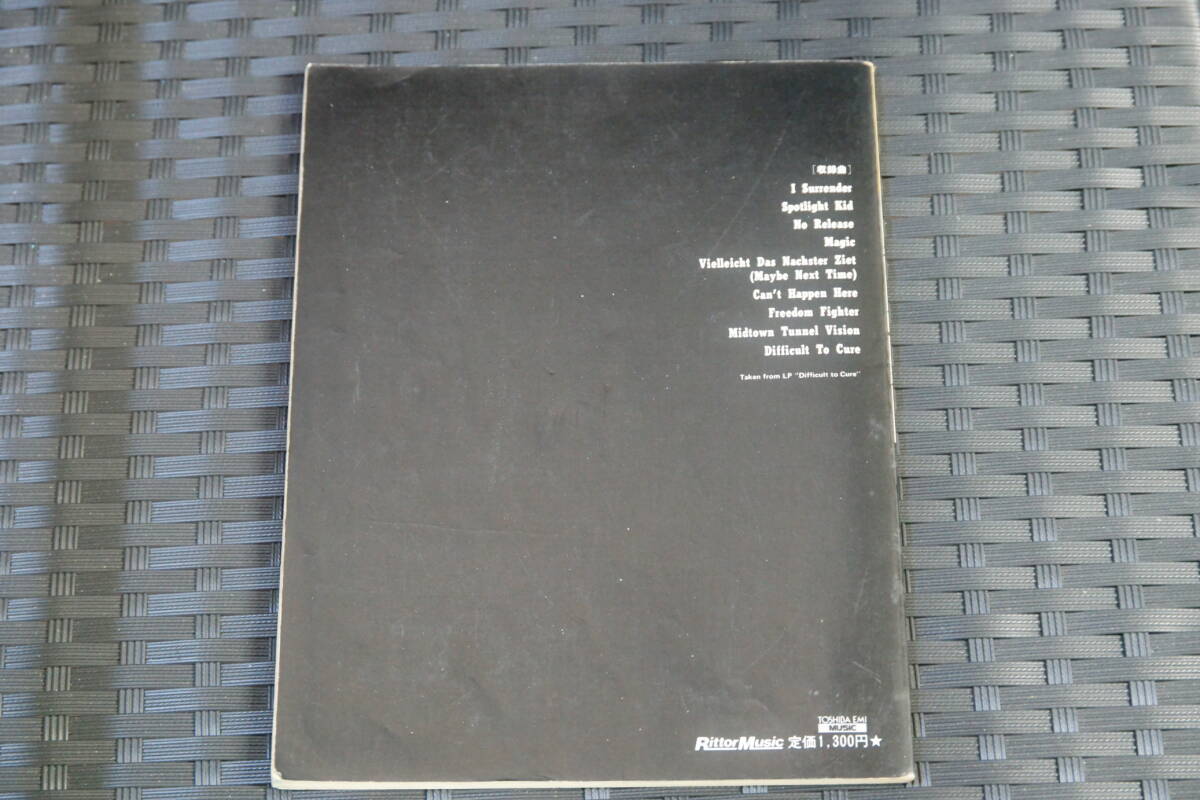 ［収録曲］
I Surrender
Spotlight Kid
No Release
Magic
Vielleicht Das Nachster Ziet
(Maybe Next Time)
Can't Happen Here
Freedom Fighter
Midtown Tunnel Vision
Difficult To Cure
Taken from LP "Difficult to Cure"
TOSHIBA EMI
MUSIC
RittorMusic 定価1,300円★